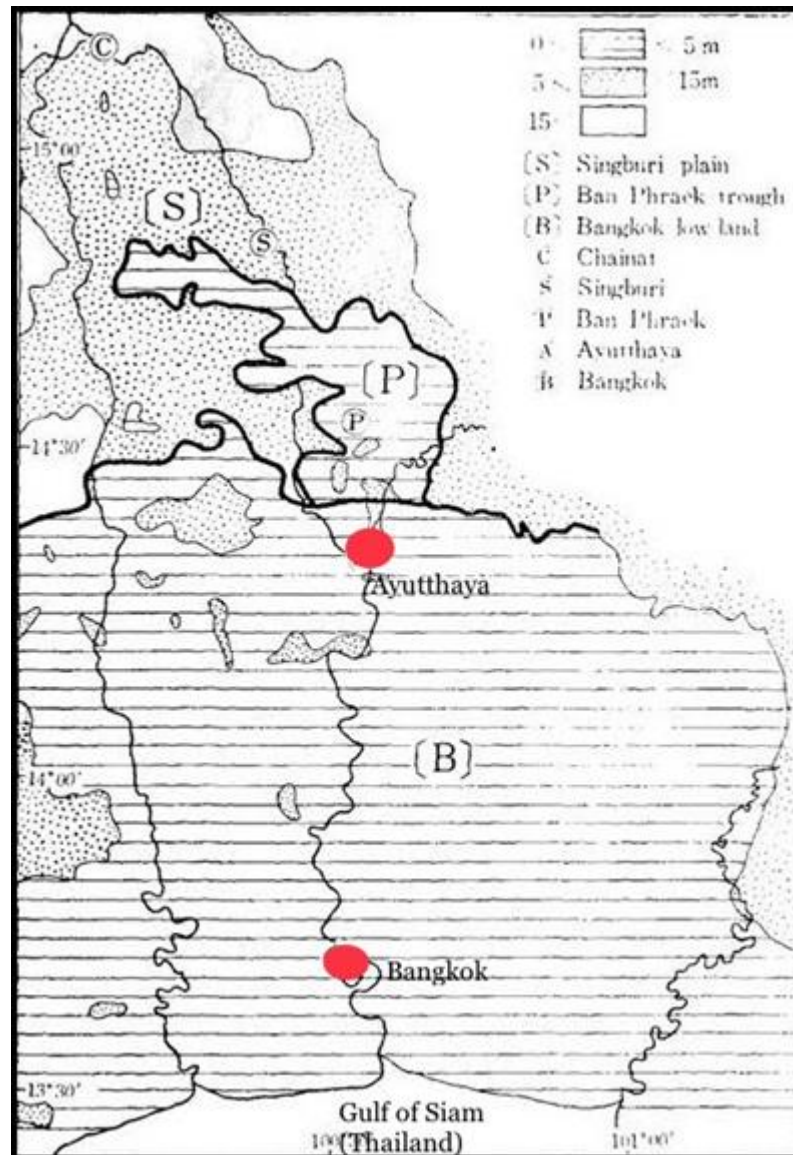 0 5 m
5 15m
15
[S] Singburi plain
[P] Ban Phraek trough
[B] Bangkok low land
C Chainat
S Singburi
P Ban Phraek
A Ayutthaya
B Bangkok
C
15°00'
[S]
S
[P]
P
14°30'
Ayutthaya
[B]
14°00'
Bangkok
13°30'
Gulf of Siam
(Thailand)
101°00'